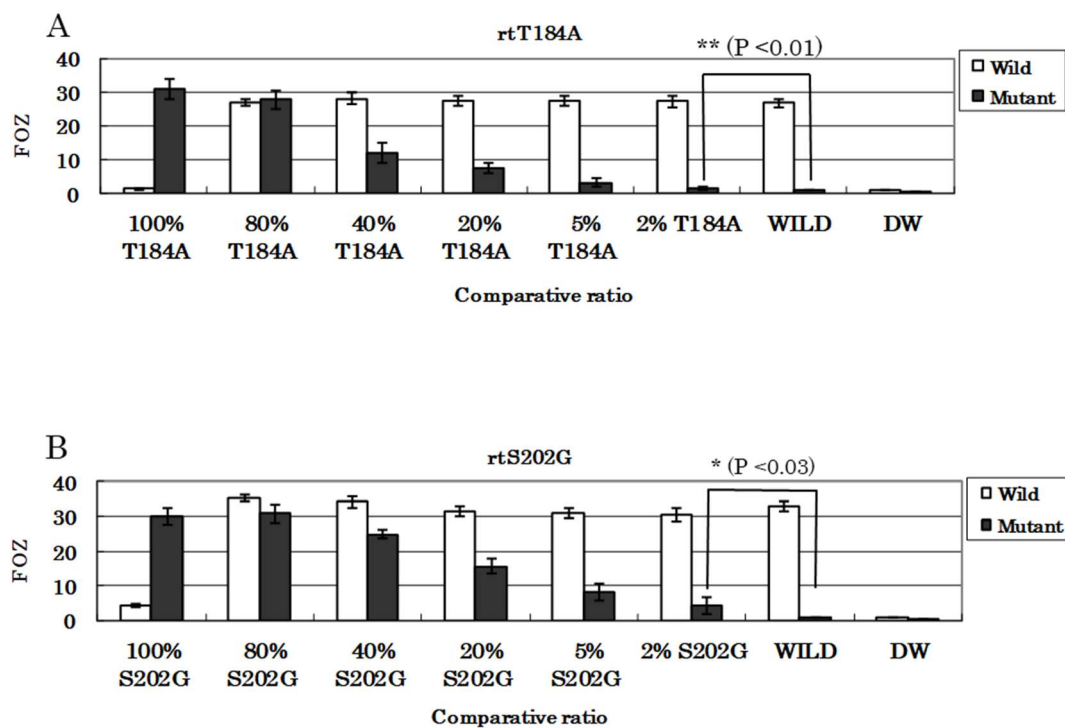 A
rtT184A
** (P <0.01)
Wild
Mutant
FOZ
40
30
20
10
0
100% 80% 40% 20% 5% 2% T184A WILD DW
T184A T184A T184A T184A T184A
Comparative ratio
B
rtS202G
* (P <0.03)
Wild
Mutant
FOZ
40
30
20
10
0
100% 80% 40% 20% 5% 2% S202G WILD DW
S202G S202G S202G S202G S202G
Comparative ratio